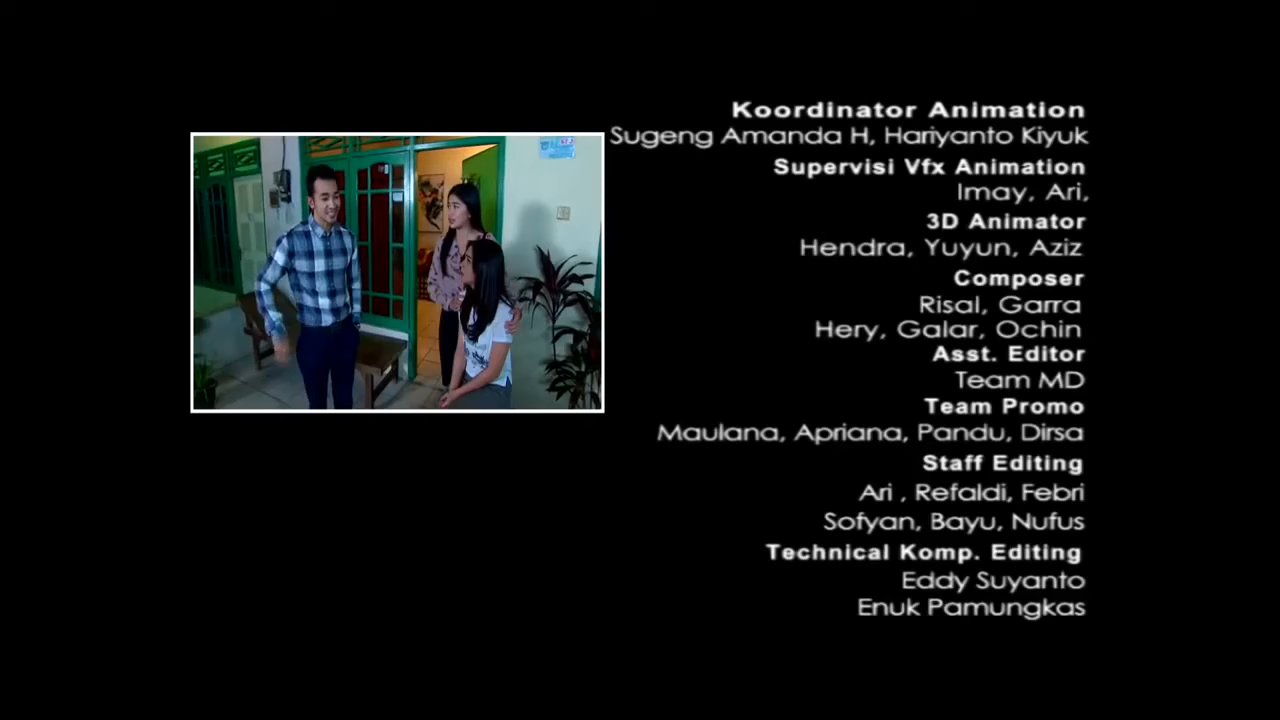 Koordinator Animation
Sugeng Amanda H, Hariyanto Kiyuk
Supervisi Vfx Animation
Imay, Ari,
3D Animator
Hendra, Yuyun, Aziz
Composer
Risal, Garra
Hery, Galar, Ochin
Asst. Editor
Team MD
Team Promo
Maulana, Apriana, Pandu, Dirsa
Staff Editing
Ari , Refaldi, Febri
Sofyan, Bayu, Nufus
Technical Komp. Editing
Eddy Suyanto
Enuk Pamungkas